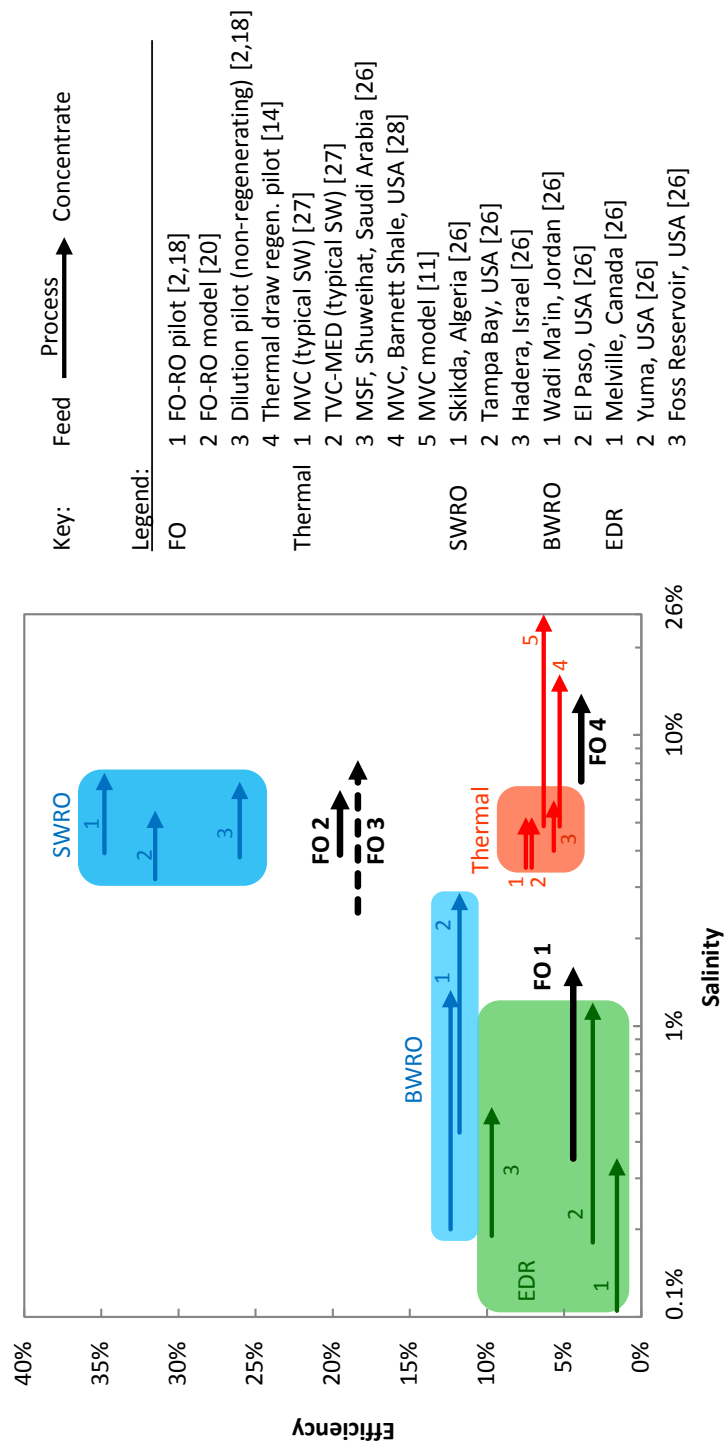 40%
35%
30%
25%
20%
15%
10%
5%
0%
Efficiency
0.1%
1%
10%
26%
Salinity
SWRO
1
2
3
FO 2
FO 3
BWRO
1
2
EDR
3
2
1
FO 1
Thermal
1
2
3
5
4
FO 4
Key:
Feed Process Concentrate
Legend:
FO 1 FO-RO pilot [2,18]
2 FO-RO model [20]
3 Dilution pilot (non-regenerating) [2,18]
4 Thermal draw regen. pilot [14]
Thermal 1 MVC (typical SW) [27]
2 TVC-MED (typical SW) [27]
3 MSF, Shuweihat, Saudi Arabia [26]
4 MVC, Barnett Shale, USA [28]
5 MVC model [11]
SWRO 1 Skikda, Algeria [26]
2 Tampa Bay, USA [26]
3 Hadera, Israel [26]
BWRO 1 Wadi Ma'in, Jordan [26]
2 El Paso, USA [26]
EDR 1 Melville, Canada [26]
2 Yuma, USA [26]
3 Foss Reservoir, USA [26]